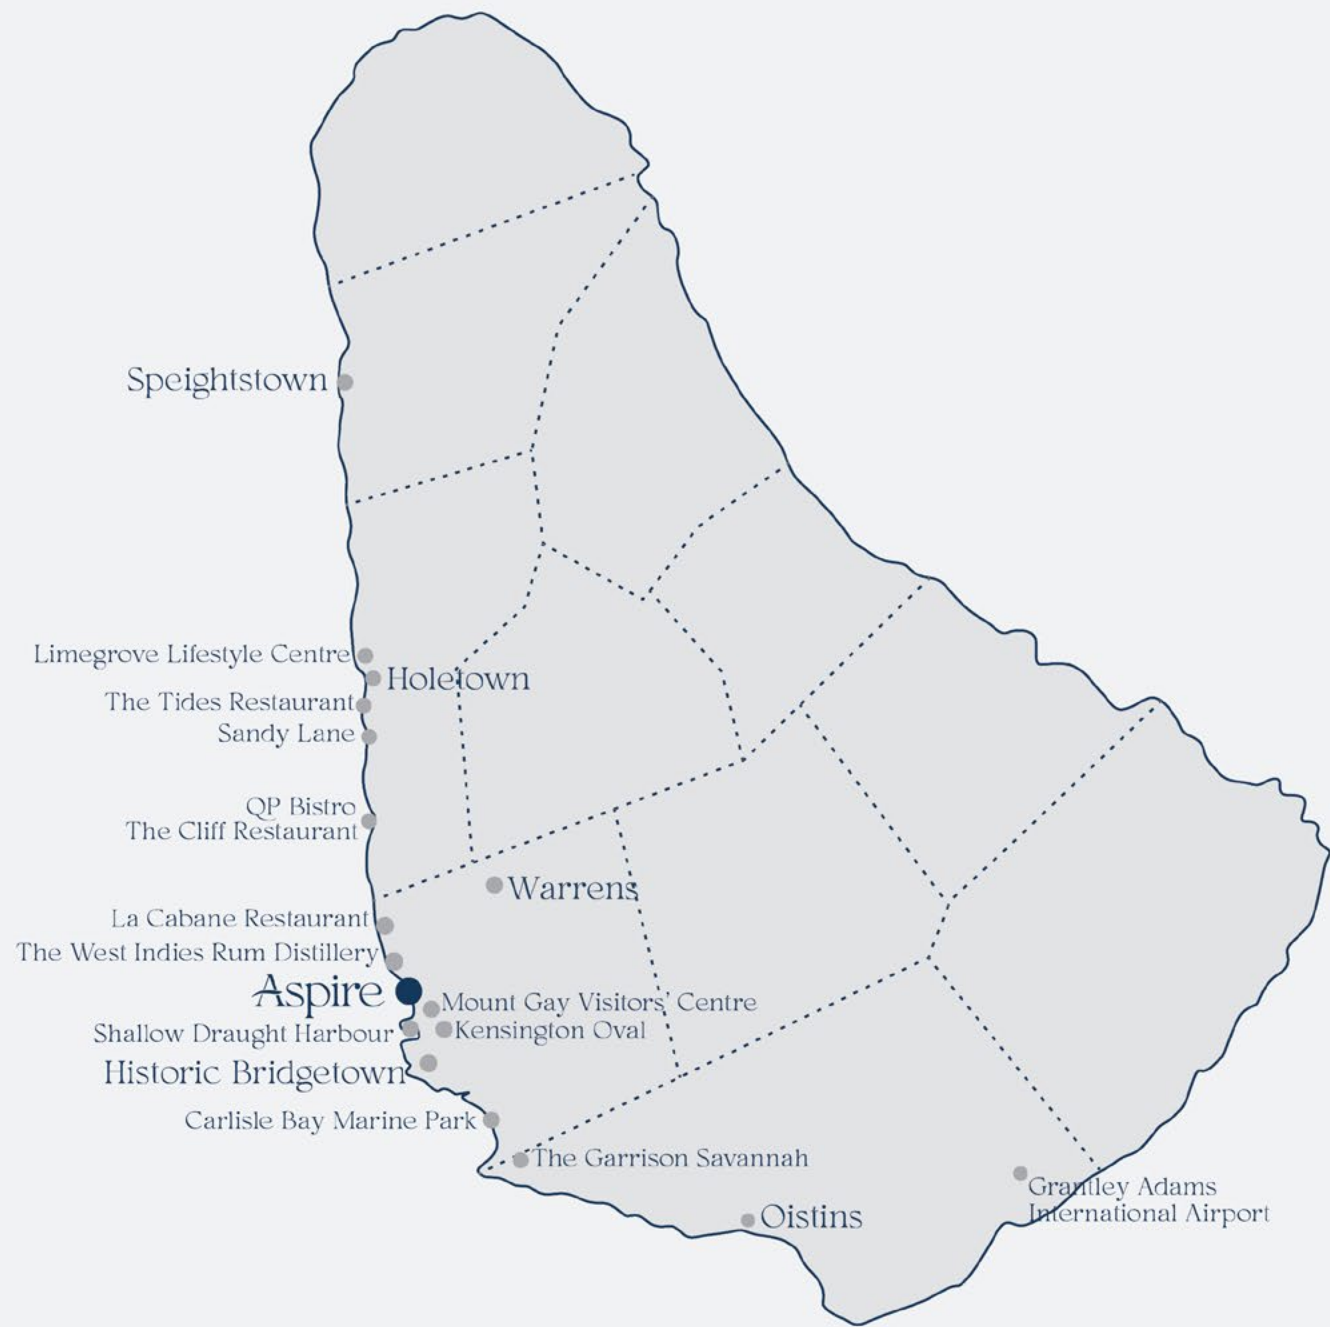 Speightstown
Limegrove Lifestyle Centre
Holetown
The Tides Restaurant
Sandy Lane
QP Bistro
The Cliff Restaurant
Warrens
La Cabane Restaurant
The West Indies Rum Distillery
Aspire
Mount Gay Visitors' Centre
Shallow Draught Harbour
Kensington Oval
Historic Bridgetown
Carlisle Bay Marine Park
The Garrison Savannah
Grantley Adams
International Airport
Oistins